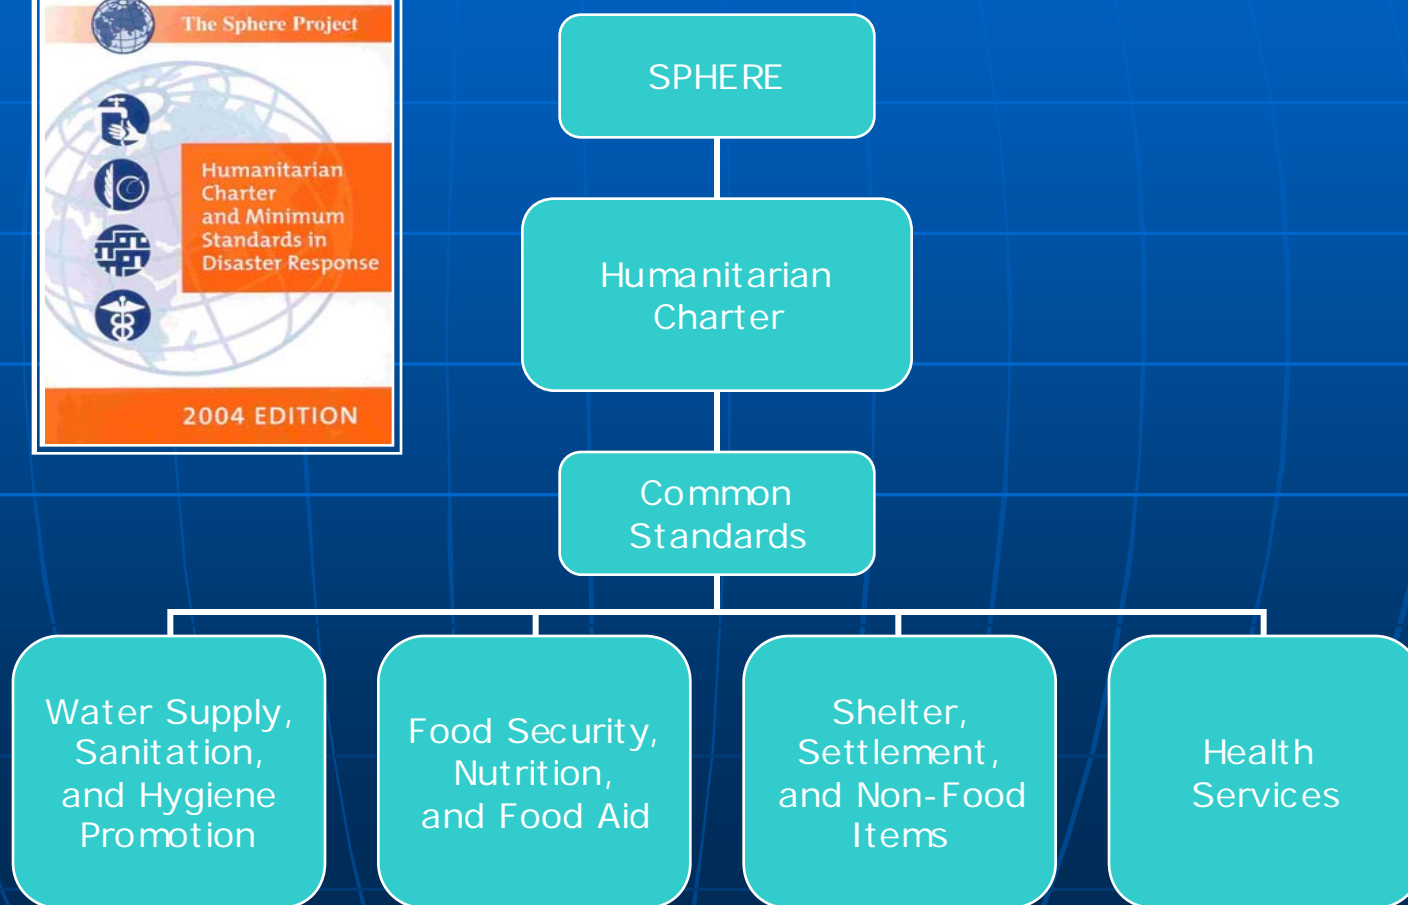 The Sphere Project
Humanitarian
Charter
and Minimum
Standards in
Disaster Response
2004 EDITION
SPHERE
Humanitarian
Charter
Common
Standards
Water Supply,
Sanitation,
and Hygiene
Promotion
Food Security,
Nutrition,
and Food Aid
Shelter,
Settlement,
and Non-Food
Items
Health
Services